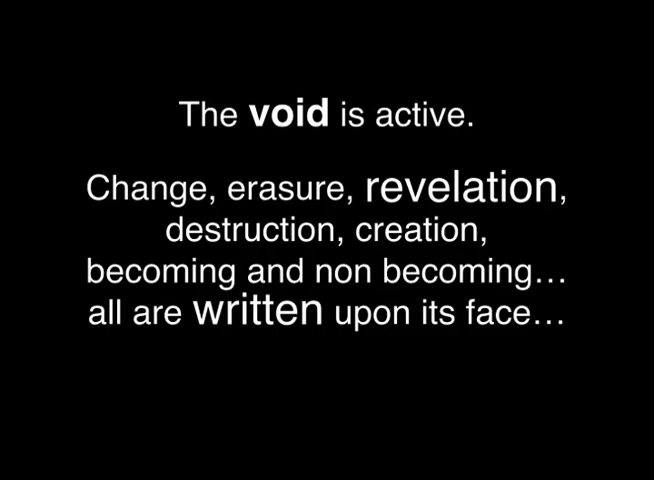 The void is active.
Change, erasure, revelation,
destruction, creation,
becoming and non becoming…
all are written upon its face…